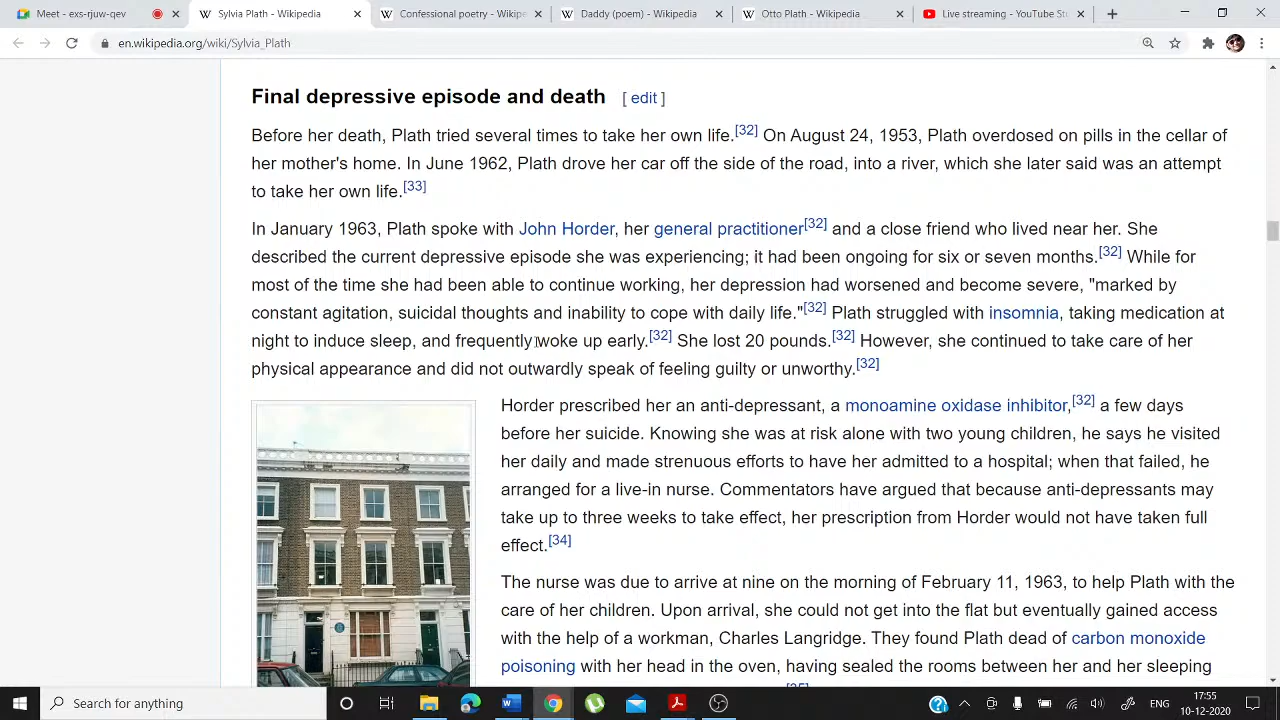 Meet - exs-rjuw-qev
Sylvia Plath - Wikipedia
Confessional poetry - Wikipe
Daddy (poem) - Wikipedia
Otto Plath - Wikipedia
Live streaming - YouTube St
en.wikipedia.org/wiki/Sylvia_Plath
Final depressive episode and death [ edit ]
Before her death, Plath tried several times to take her own life.[32] On August 24, 1953, Plath overdosed on pills in the cellar of
her mother's home. In June 1962, Plath drove her car off the side of the road, into a river, which she later said was an attempt
to take her own life.[33]
In January 1963, Plath spoke with John Horder, her general practitioner[32] and a close friend who lived near her. She
described the current depressive episode she was experiencing; it had been ongoing for six or seven months.[32] While for
most of the time she had been able to continue working, her depression had worsened and become severe, "marked by
constant agitation, suicidal thoughts and inability to cope with daily life."[32] Plath struggled with insomnia, taking medication at
night to induce sleep, and frequently woke up early.[32] She lost 20 pounds.[32] However, she continued to take care of her
physical appearance and did not outwardly speak of feeling guilty or unworthy.[32]
Horder prescribed her an anti-depressant, a monoamine oxidase inhibitor,[32] a few days
before her suicide. Knowing she was at risk alone with two young children, he says he visited
her daily and made strenuous efforts to have her admitted to a hospital; when that failed, he
arranged for a live-in nurse. Commentators have argued that because anti-depressants may
take up to three weeks to take effect, her prescription from Horder would not have taken full
effect.[34]
The nurse was due to arrive at nine on the morning of February 11, 1963, to help Plath with the
care of her children. Upon arrival, she could not get into the flat but eventually gained access
with the help of a workman, Charles Langridge. They found Plath dead of carbon monoxide
poisoning with her head in the oven, having sealed the rooms between her and her sleeping
Search for anything
ENG
17:55
10-12-2020